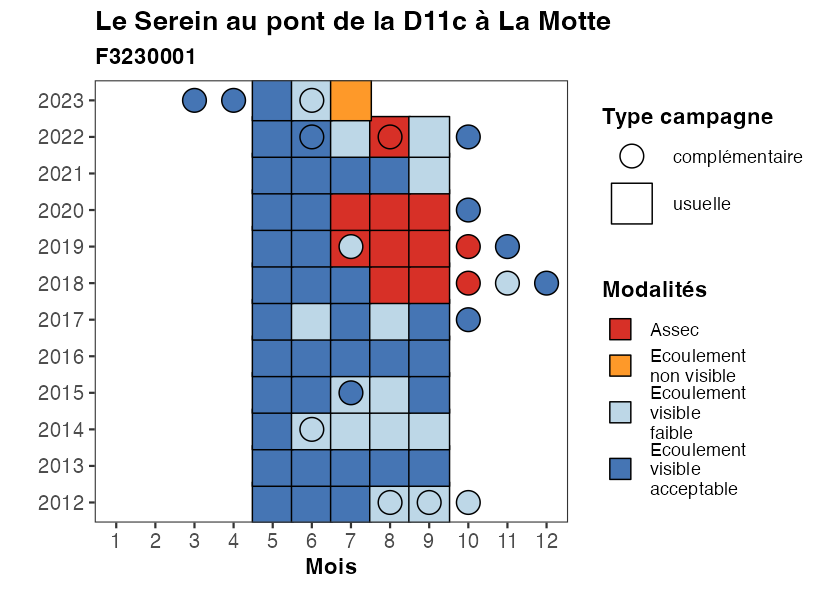 Le Serein au pont de la D11c à La Motte
F3230001
2023
2022
2021
2020
2019
2018
2017
2016
2015
2014
2013
2012
1 2 3 4 5 6 7 8 9 10 11 12
Mois
Type campagne
complémentaire
usuelle
Modalités
Assec
Ecoulement
non visible
Ecoulement
visible
faible
Ecoulement
visible
acceptable